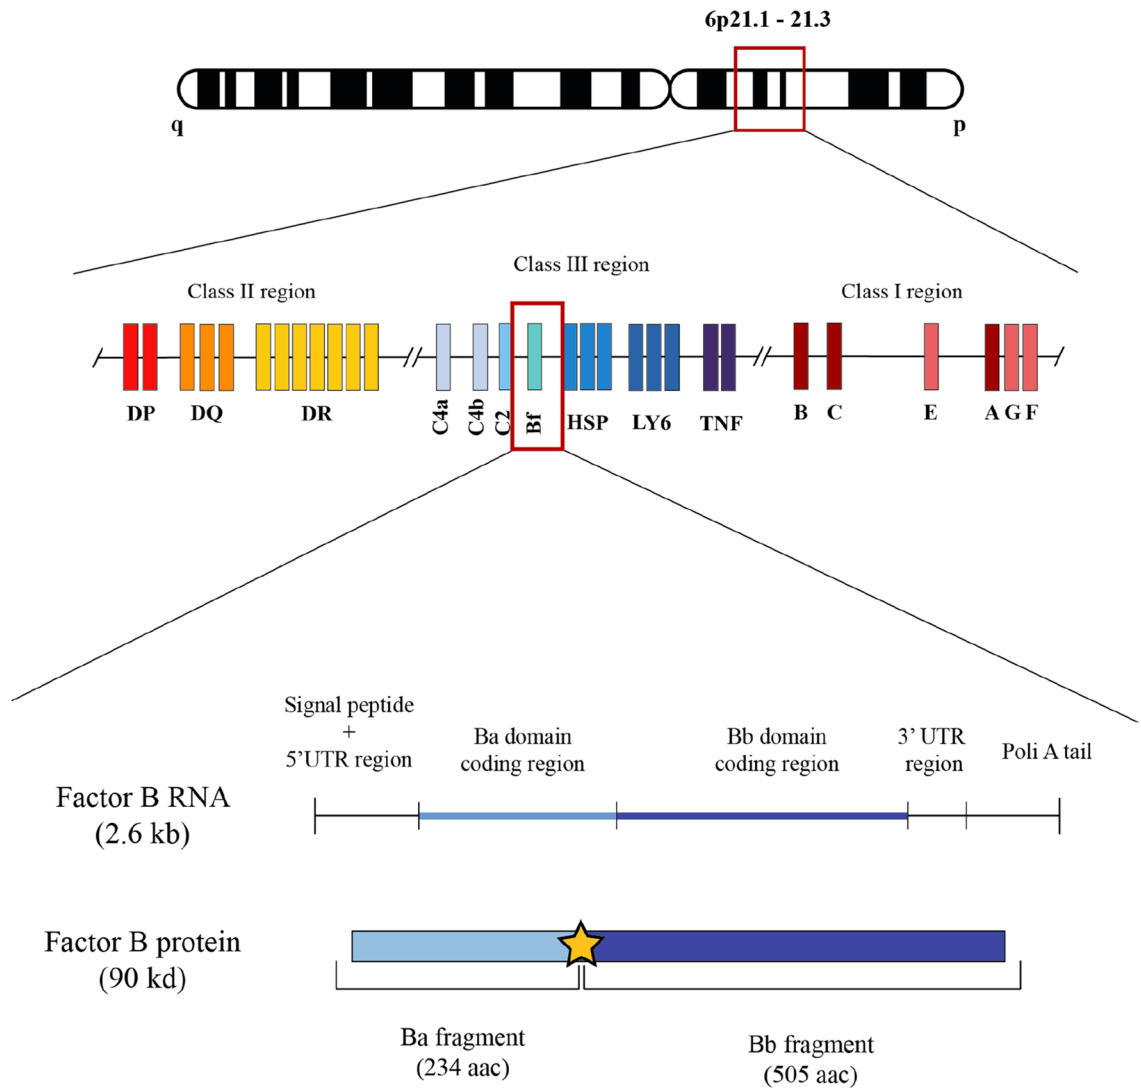 6p21.1 - 21.3
q
p
Class II region
Class III region
Class I region
DP
DQ
DR
C4a
C4b
C2
Bf
HSP
LY6
TNF
B
C
E
A
G
F
Signal peptide
+
5’UTR region
Ba domain
coding region
Bb domain
coding region
3’ UTR
region
Poli A tail
Factor B RNA
(2.6 kb)
Factor B protein
(90 kd)
Ba fragment
(234 aac)
Bb fragment
(505 aac)